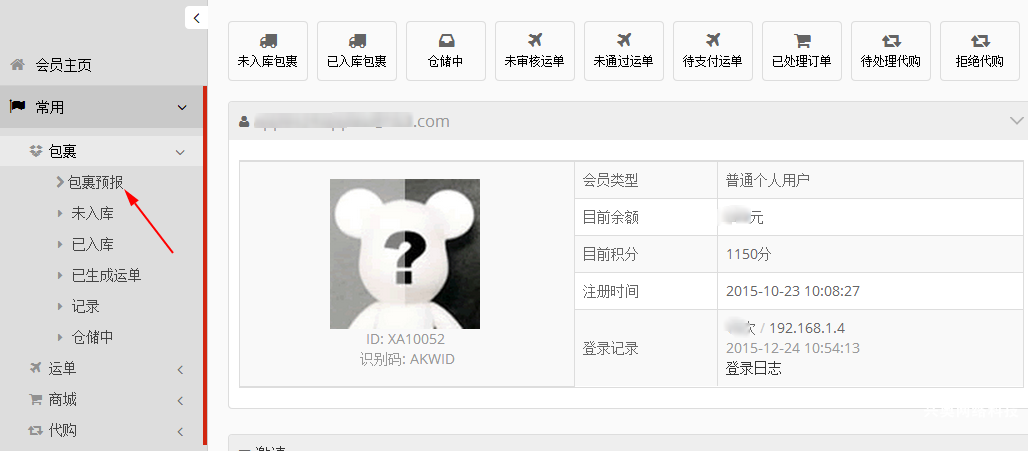 会员主页
常用
包裹
包裹预报
未入库
已入库
已生成运单
记录
仓储中
运单
商城
代购
未入库包裹 已入库包裹 仓储中 未审核运单 未通过运单 待支付运单 已处理订单 待处理代购 拒绝代购
.com
?
ID: XA10052
识别码: AKWID
会员类型 普通个人用户
目前余额 元
目前积分 1150分
注册时间 2015-10-23 10:08:27
登录记录 次 / 192.168.1.4
2015-12-24 10:54:13
登录日志
邀请